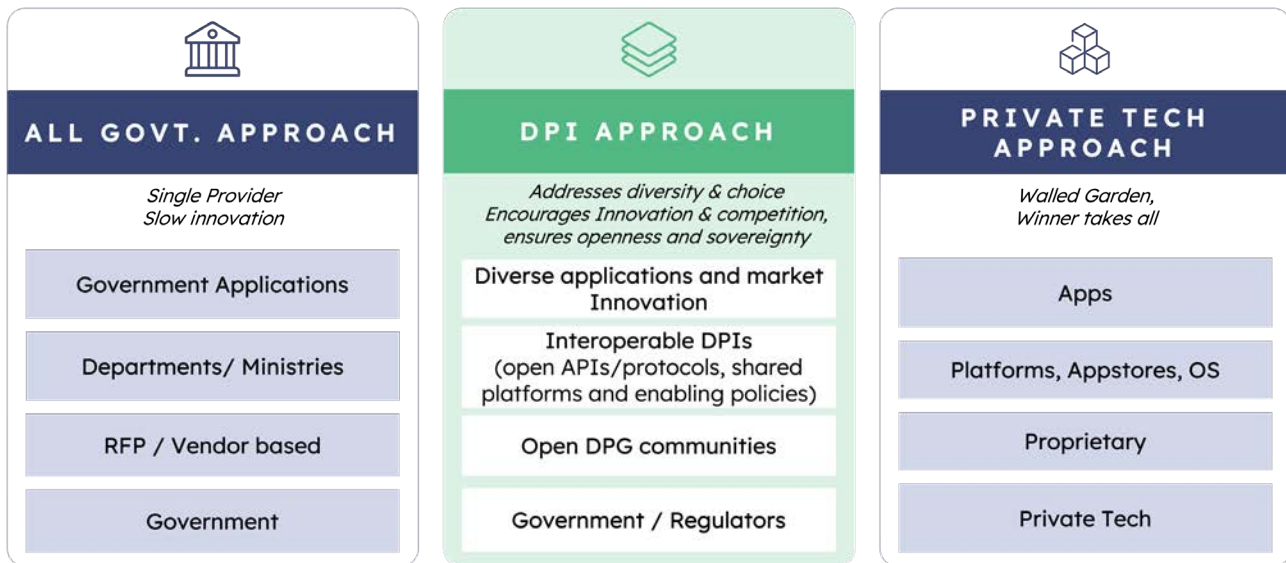 ALL GOVT. APPROACH
Single Provider
Slow innovation
Government Applications
Departments/ Ministries
RFP / Vendor based
Government
DPI APPROACH
Addresses diversity & choice
Encourages Innovation & competition,
ensures openness and sovereignty
Diverse applications and market
Innovation
Interoperable DPIs
(open APIs/protocols, shared
platforms and enabling policies)
Open DPG communities
Government / Regulators
PRIVATE TECH
APPROACH
Walled Garden,
Winner takes all
Apps
Platforms, Appstores, OS
Proprietary
Private Tech